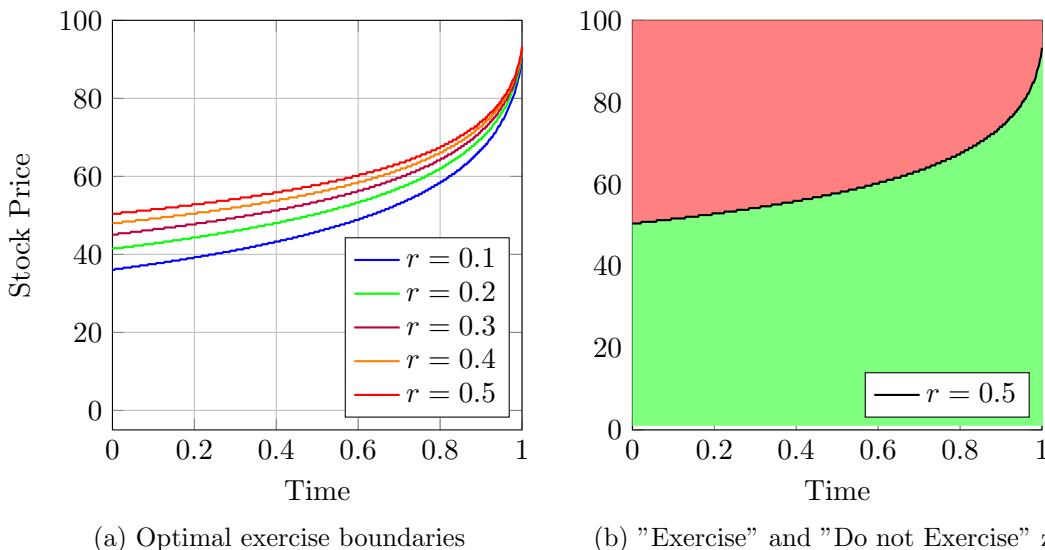 100
80
60
40
20
0
Stock Price
0 0.2 0.4 0.6 0.8 1
Time
r = 0.1
r = 0.2
r = 0.3
r = 0.4
r = 0.5
(a) Optimal exercise boundaries
100
80
60
40
20
0
0 0.2 0.4 0.6 0.8 1
Time
r = 0.5
(b) ”Exercise” and ”Do not Exercise” z